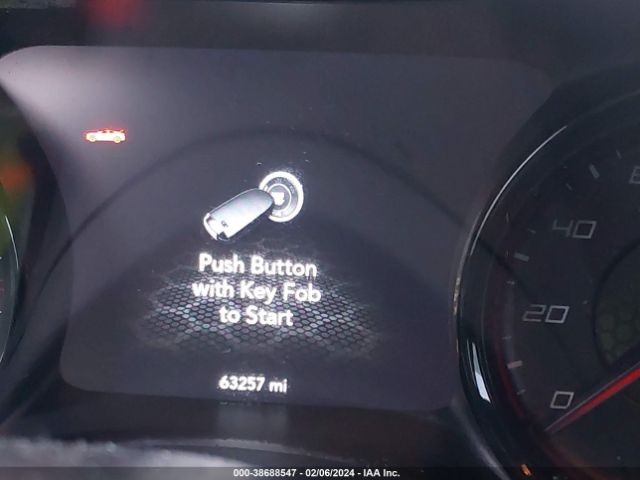 Push Button
with Key Fob
to Start
63257 mi
40
20
0
000-38688547 - 02/06/2024 - IAA Inc.